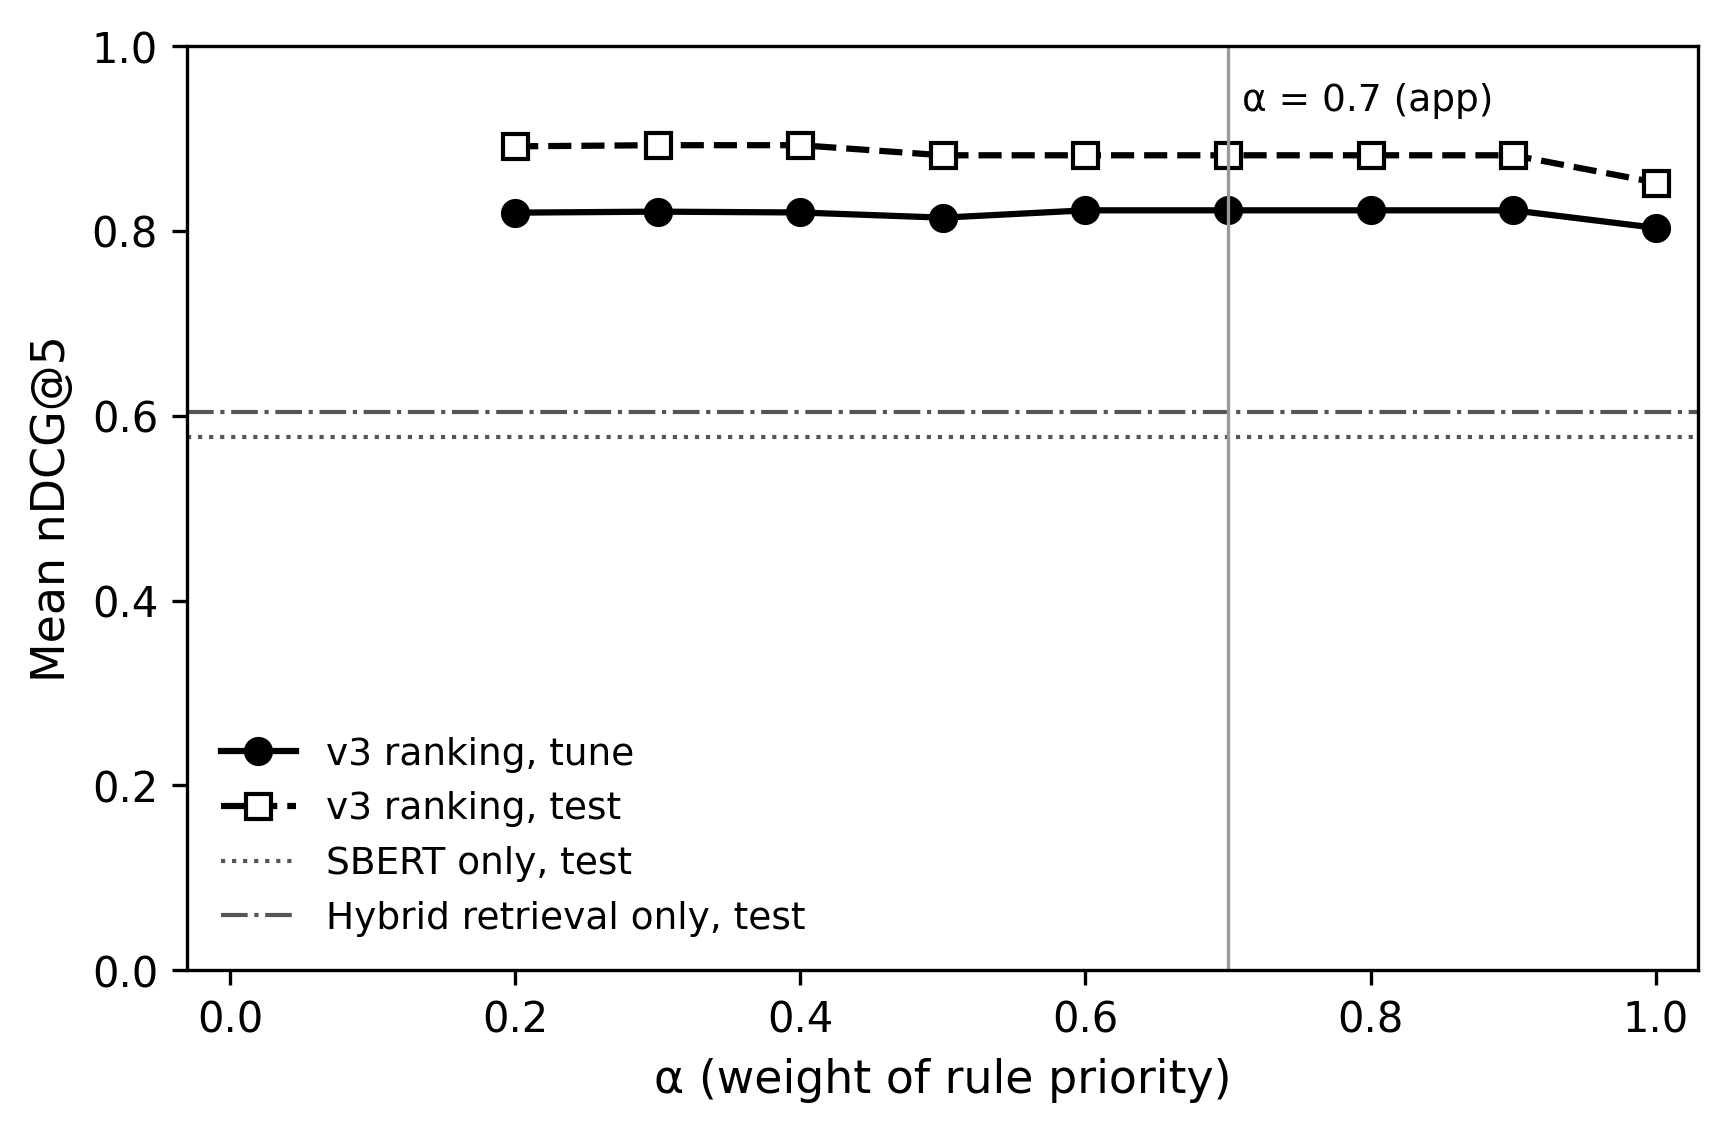 1.0
0.8
0.6
0.4
0.2
0.0
Mean nDCG@5
α = 0.7 (app)
v3 ranking, tune
v3 ranking, test
SBERT only, test
Hybrid retrieval only, test
0.0 0.2 0.4 0.6 0.8 1.0
α (weight of rule priority)